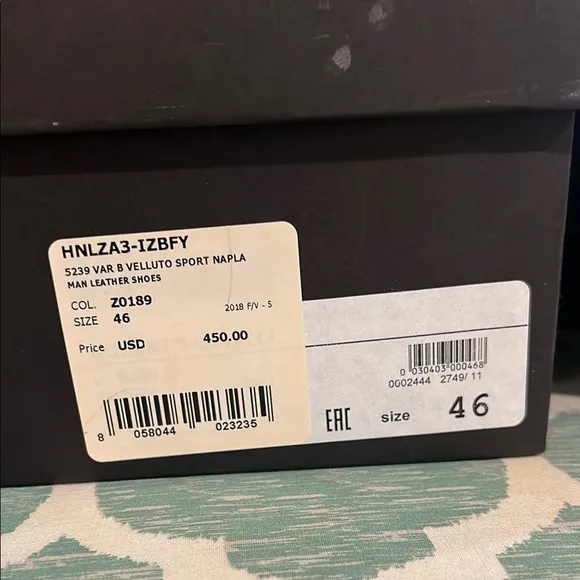 HNLZA3-IZBFY
5239 VAR B VELLUTO SPORT NAPLA
MAN LEATHER SHOES
COL. Z0189
2018 F/V - 5
SIZE 46
Price USD 450.00
8 058044 023235
0 030403 000468
0002444 2749/ 11
EAC size 46